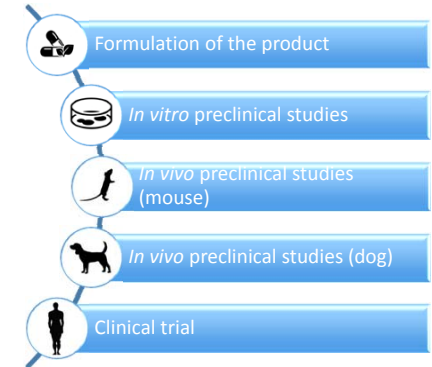 Formulation of the product
In vitro preclinical studies
In vivo preclinical studies
(mouse)
In vivo preclinical studies (dog)
Clinical trial